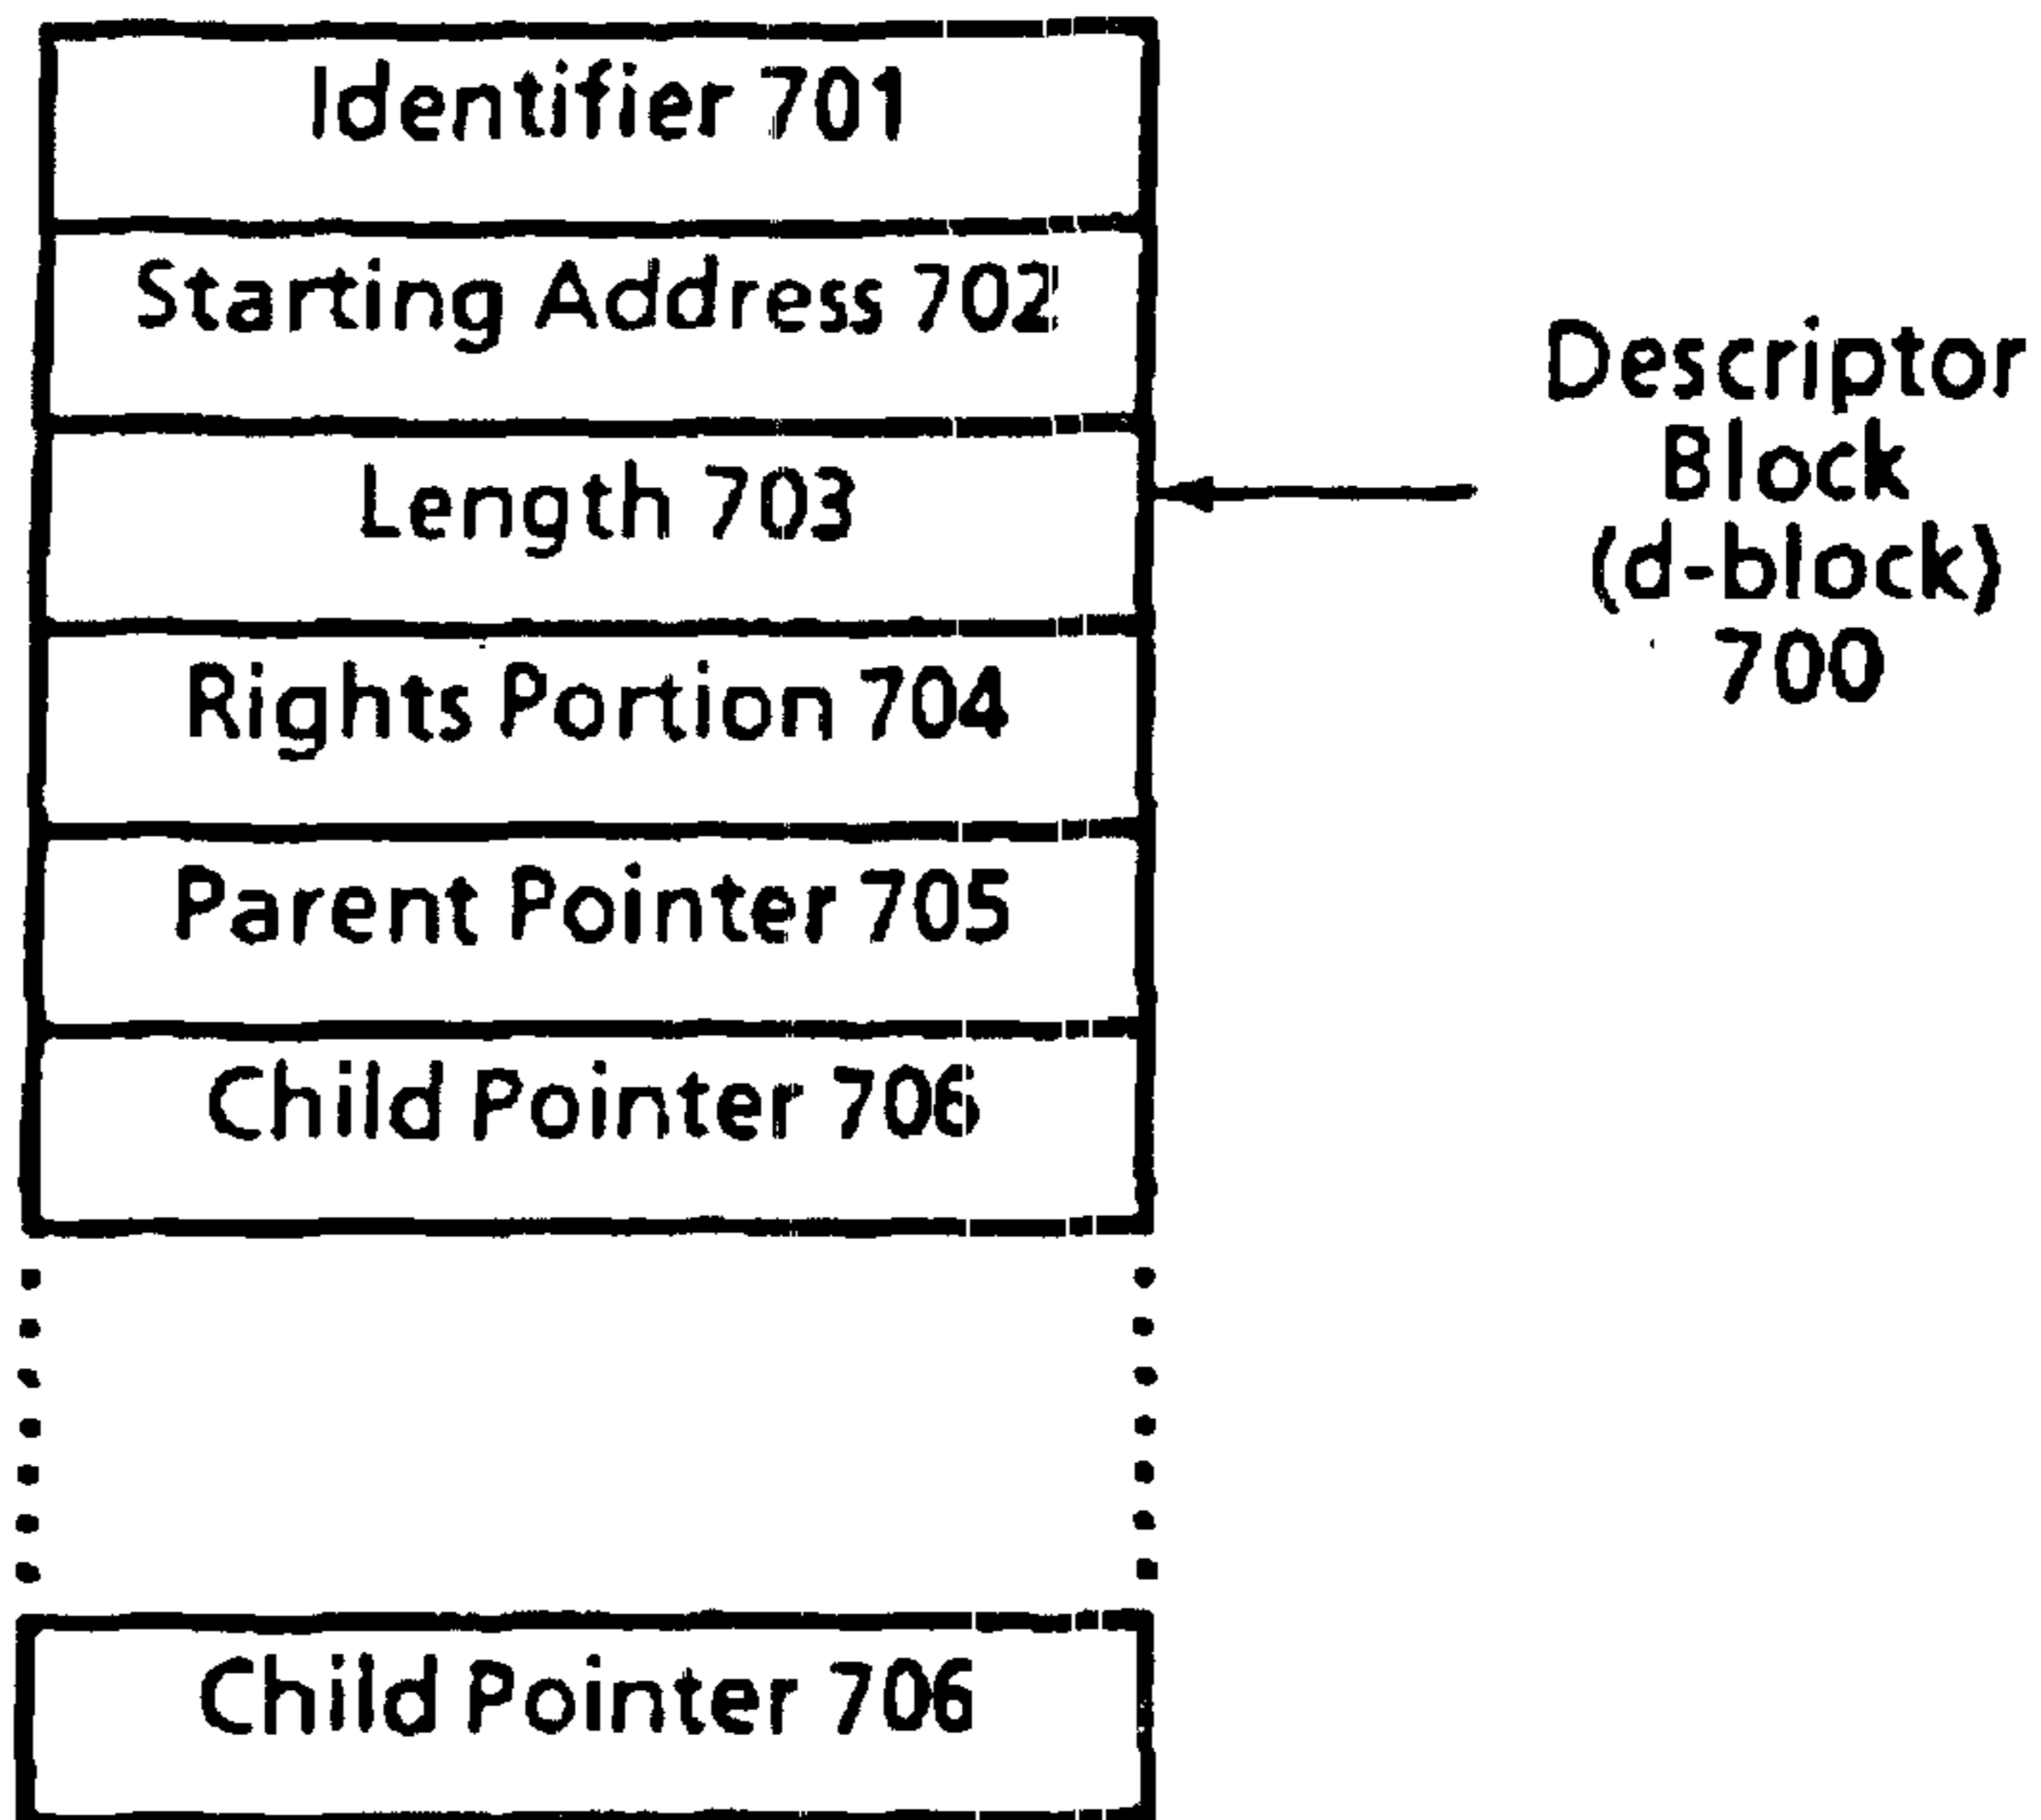 Identifier 701
Starting Address 702
Length 703
Rights Portion 704
Parent Pointer 705
Child Pointer 706
Child Pointer 706
Descriptor
Block
(d-block)
700